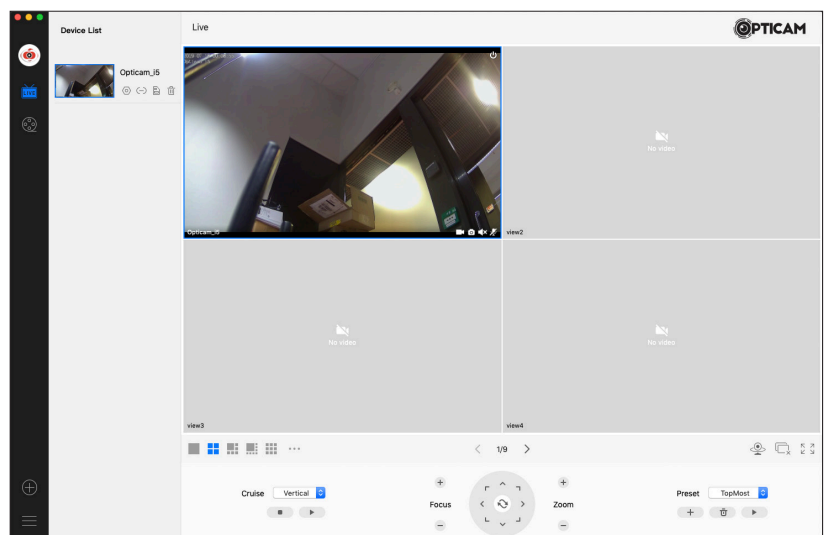 Device List
Live
OPTICAM
Opticam_i5
LIVE
Opticam_i5
No video
view2
No video
view3
No video
view4
1/9
Cruise
Vertical
Focus
Zoom
Preset
TopMost